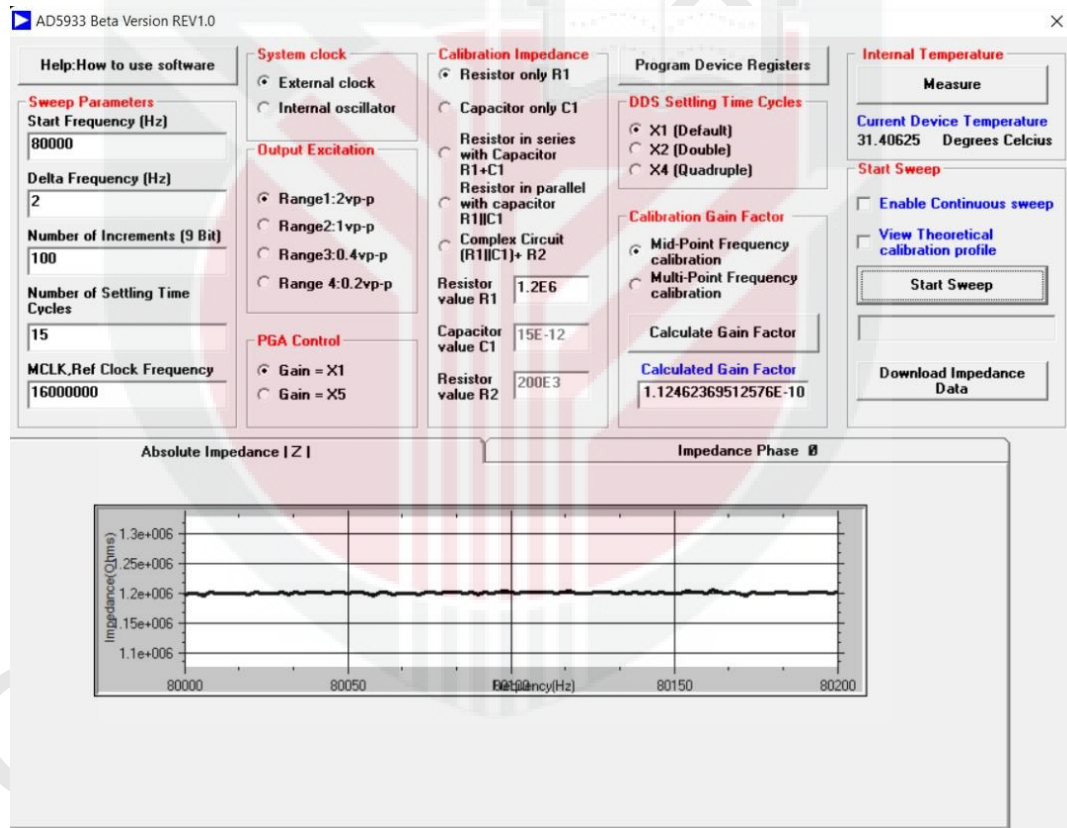 AD5933 Beta Version REV1.0
Help:How to use software
Sweep Parameters
Start Frequency (Hz)
80000
Delta Frequency (Hz)
2
Number of Increments (9 Bit)
100
Number of Settling Time
Cycles
15
MCLK,Ref Clock Frequency
16000000
System clock
External clock
Internal oscillator
Output Excitation
Range1:2vp-p
Range2:1vp-p
Range3:0.4vp-p
Range 4:0.2vp-p
PGA Control
Gain = X1
Gain = X5
Calibration Impedance
Resistor only R1
Capacitor only C1
Resistor in series
with Capacitor
R1+C1
Resistor in parallel
with capacitor
R1||C1
Complex Circuit
(R1||C1)+ R2
Resistor
value R1
1.2E6
Capacitor
value C1
15E-12
Resistor
value R2
200E3
Program Device Registers
DDS Settling Time Cycles
X1 (Default)
X2 (Double)
X4 (Quadruple)
Calibration Gain Factor
Mid-Point Frequency
calibration
Multi-Point Frequency
calibration
Calculate Gain Factor
Calculated Gain Factor
1.12462369512576E-10
Internal Temperature
Measure
Current Device Temperature
31.40625 Degrees Celcius
Start Sweep
Enable Continuous sweep
View Theoretical
calibration profile
Start Sweep
Download Impedance
Data
Absolute Impedance |Z|
Impedance Phase Ø
Impedance(Ohms)
1.3e+006
1.25e+006
1.2e+006
1.15e+006
1.1e+006
80000
80050
80150
80200